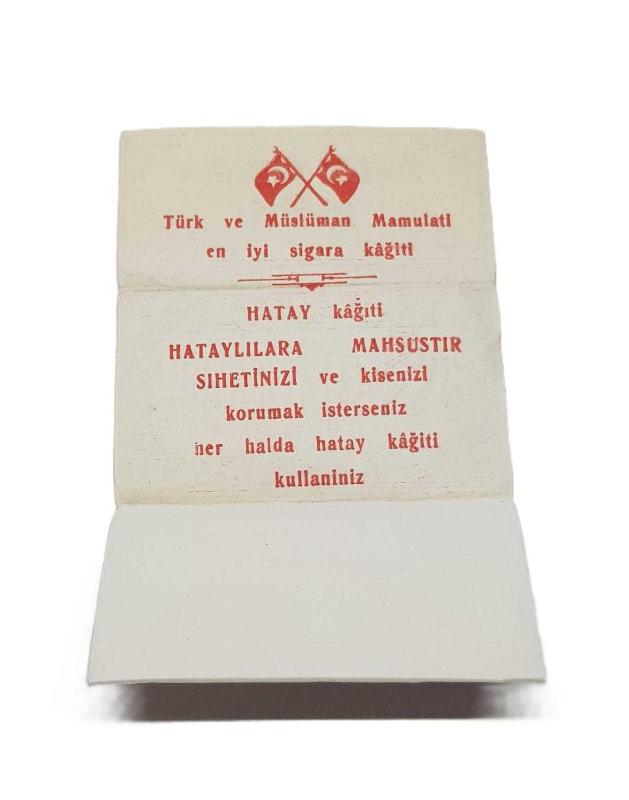 Türk ve Müslüman Mamulati
en iyi sigara kâğiti
HATAY kâğıti
HATAYLILARA MAHSUSTIR
SIHETİNİZİ ve kisenizi
korumak isterseniz
her halda hatay kâğiti
kullaniniz